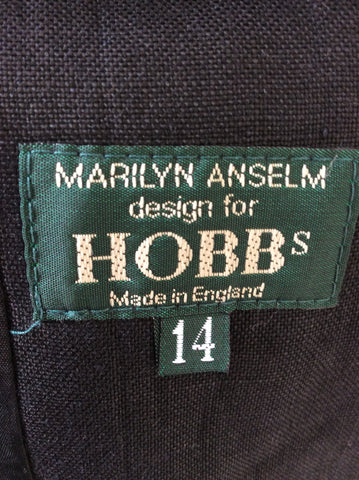 MARILYN ANSELM
design for
HOBBS
Made in England
14